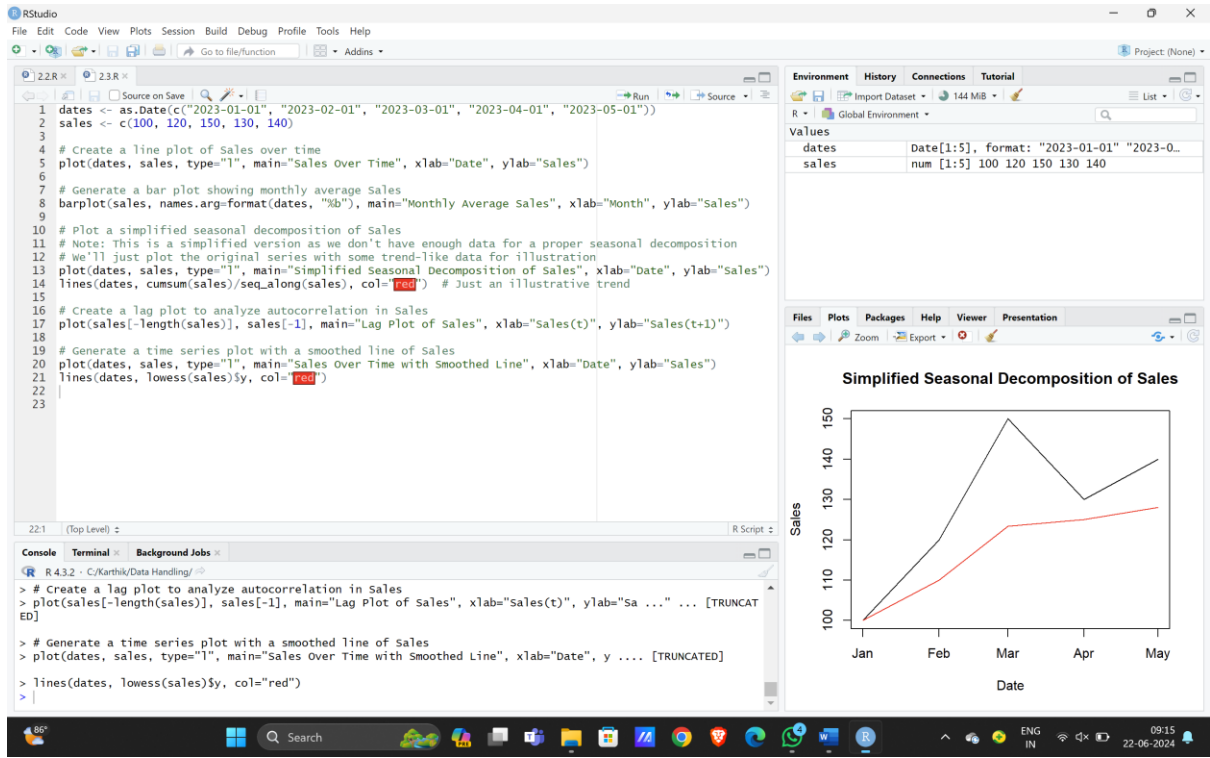 RStudio
File Edit Code View Plots Session Build Debug Profile Tools Help
Go to file/function Addins Project: (None)
2.2.R 2.3.R
Source on Save Run Source
1 dates <- as.Date(c("2023-01-01", "2023-02-01", "2023-03-01", "2023-04-01", "2023-05-01"))
2 sales <- c(100, 120, 150, 130, 140)
3
4 # Create a line plot of Sales over time
5 plot(dates, sales, type="l", main="Sales Over Time", xlab="Date", ylab="Sales")
6
7 # Generate a bar plot showing monthly average Sales
8 barplot(sales, names.arg=format(dates, "%b"), main="Monthly Average Sales", xlab="Month", ylab="Sales")
9
10 # Plot a simplified seasonal decomposition of Sales
11 # Note: This is a simplified version as we don't have enough data for a proper seasonal decomposition
12 # We'll just plot the original series with some trend-like data for illustration
13 plot(dates, sales, type="l", main="Simplified Seasonal Decomposition of Sales", xlab="Date", ylab="Sales")
14 lines(dates, cumsum(sales)/seq_along(sales), col="red") # Just an illustrative trend
15
16 # Create a lag plot to analyze autocorrelation in Sales
17 plot(sales[-length(sales)], sales[-1], main="Lag Plot of Sales", xlab="Sales(t)", ylab="Sales(t+1)")
18
19 # Generate a time series plot with a smoothed line of Sales
20 plot(dates, sales, type="l", main="Sales Over Time with Smoothed Line", xlab="Date", ylab="Sales")
21 lines(dates, lowess(sales)$y, col="red")
22
23
22:1 (Top Level) R Script
Console Terminal Background Jobs
R 4.3.2 · C:/Karthik/Data Handling/
> # Create a lag plot to analyze autocorrelation in Sales
> plot(sales[-length(sales)], sales[-1], main="Lag Plot of Sales", xlab="Sales(t)", ylab="Sa ..." ... [TRUNCAT
ED]
> # Generate a time series plot with a smoothed line of Sales
> plot(dates, sales, type="l", main="Sales Over Time with Smoothed Line", xlab="Date", y .... [TRUNCATED]
> lines(dates, lowess(sales)$y, col="red")
>
Environment History Connections Tutorial
Import Dataset 144 MiB List
R Global Environment
Values
dates Date[1:5], format: "2023-01-01" "2023-0…
sales num [1:5] 100 120 150 130 140
Files Plots Packages Help Viewer Presentation
Zoom Export
Simplified Seasonal Decomposition of Sales
150
140
130
120
110
100
Sales
Jan Feb Mar Apr May
Date
86°
Search
PRE
4
ENG
IN
09:15
22-06-2024